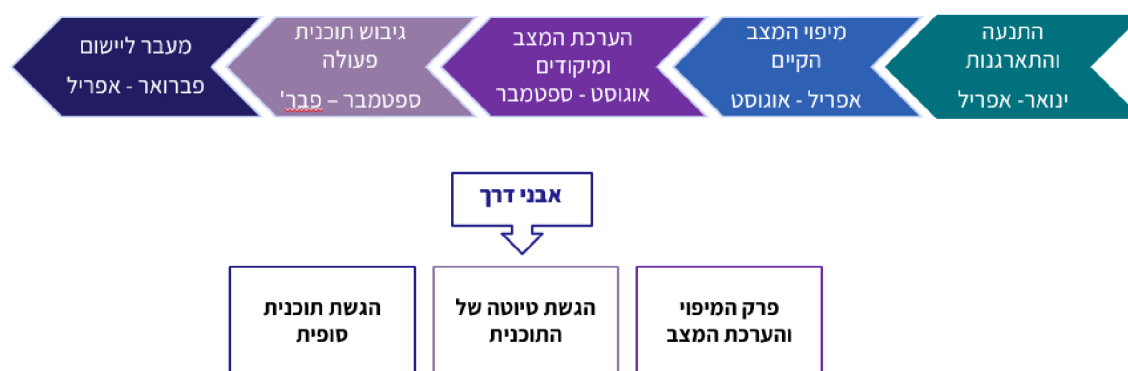 התנעה
והתארגנות
ינואר- אפריל
מיפוי המצב
הקיים
אפריל - אוגוסט
הערכת המצב
ומיקודים
אוגוסט - ספטמבר
גיבוש תוכנית
פעולה
ספטמבר – פבר'
מעבר ליישום
פברואר - אפריל
אבני דרך
פרק המיפוי
והערכת המצב
הגשת טיוטה של
התוכנית
הגשת תוכנית
סופית